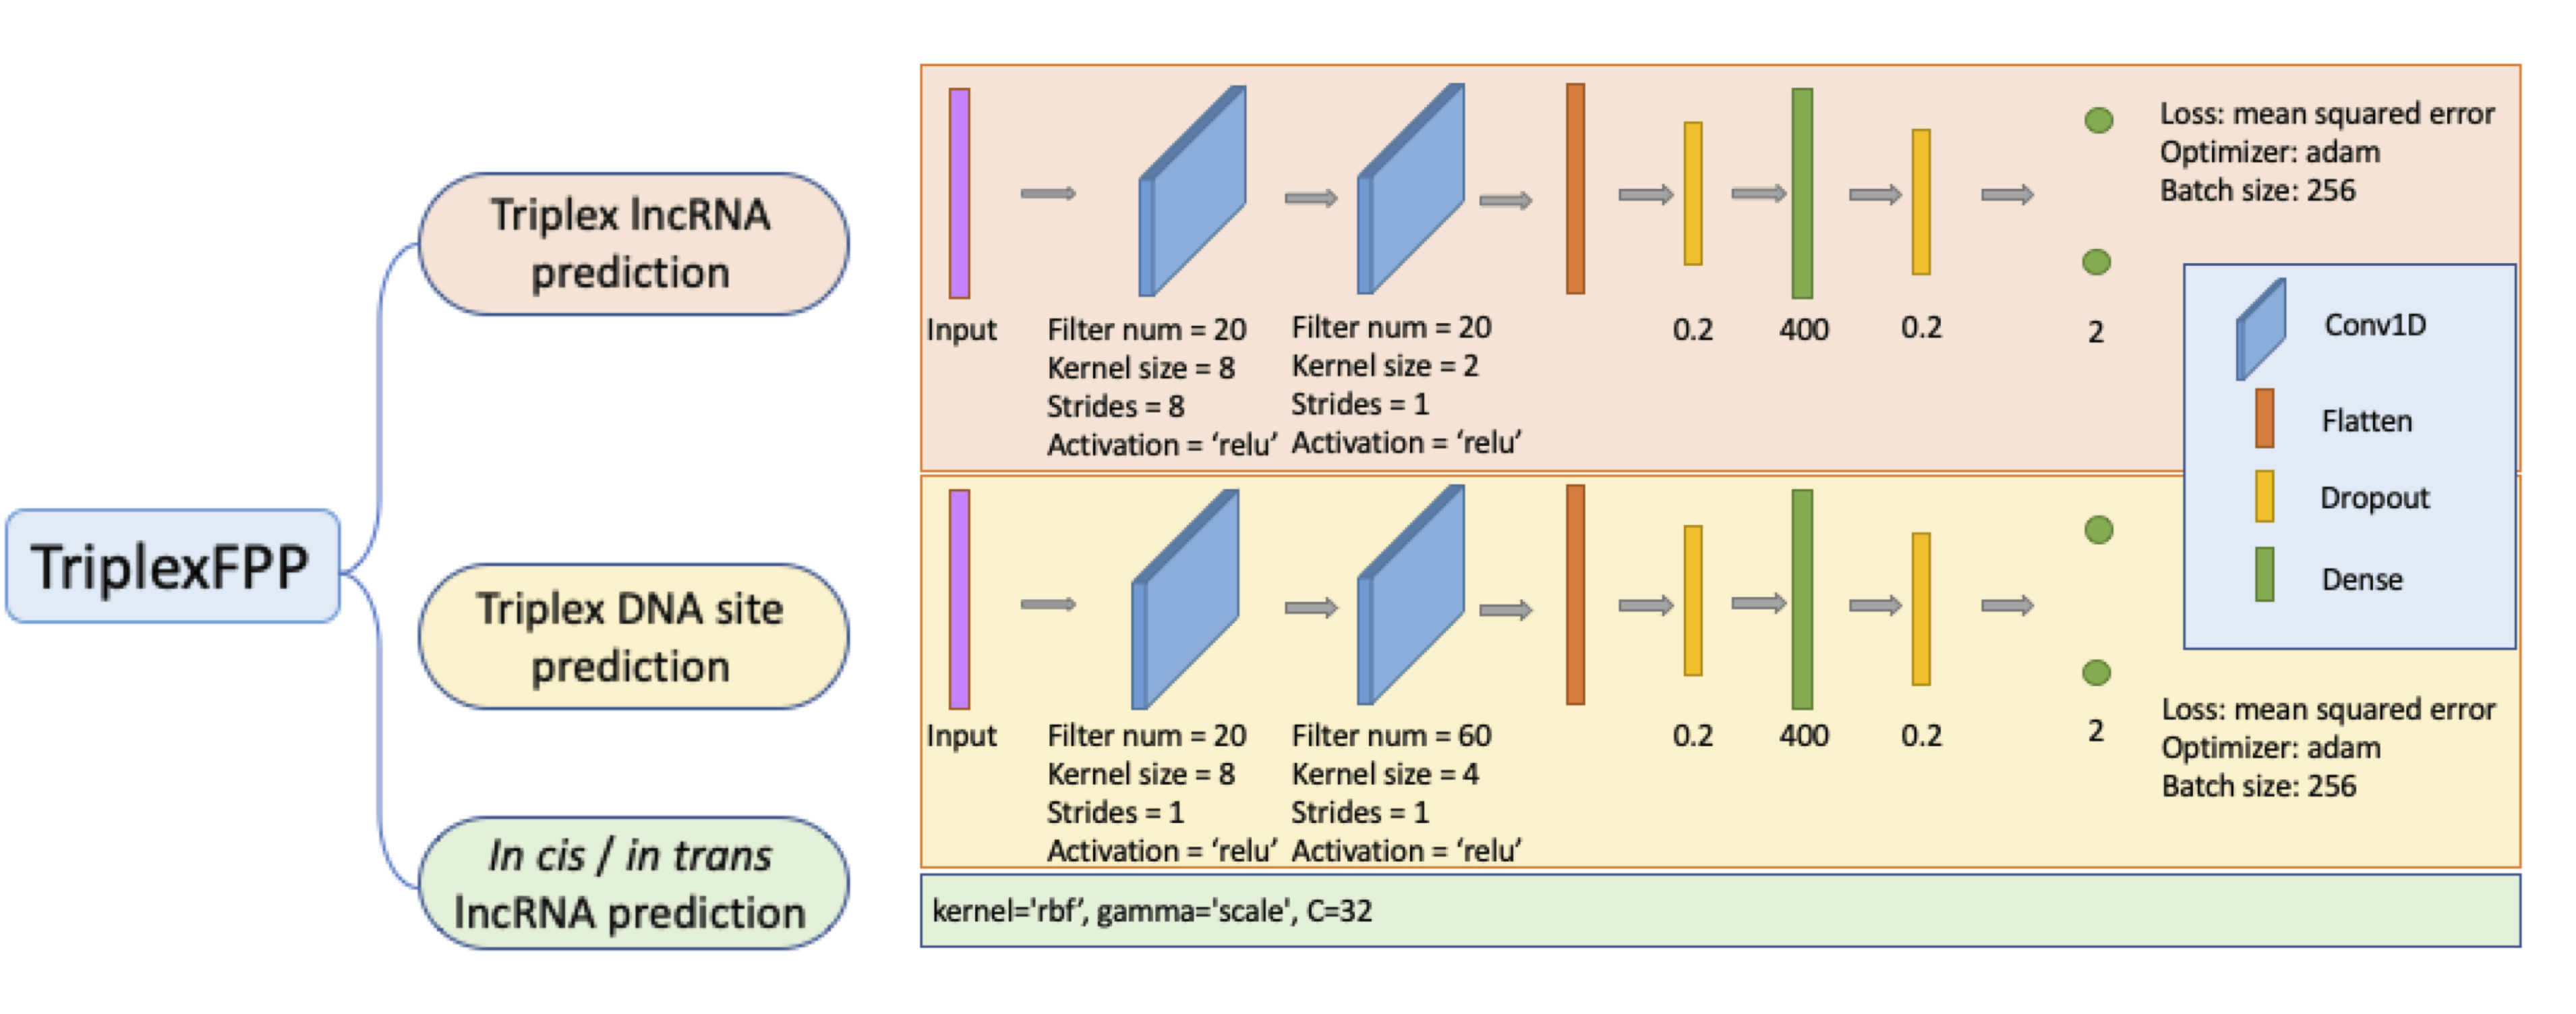 TriplexFPP
Triplex lncRNA
prediction
Triplex DNA site
prediction
In cis / in trans
lncRNA prediction
Input
Filter num = 20
Kernel size = 8
Strides = 8
Activation = ‘relu’
Filter num = 20
Kernel size = 2
Strides = 1
Activation = ‘relu’
0.2
400
0.2
2
Loss: mean squared error
Optimizer: adam
Batch size: 256
Conv1D
Flatten
Dropout
Dense
Input
Filter num = 20
Kernel size = 8
Strides = 1
Activation = ‘relu’
Filter num = 60
Kernel size = 4
Strides = 1
Activation = ‘relu’
0.2
400
0.2
2
Loss: mean squared error
Optimizer: adam
Batch size: 256
kernel='rbf’, gamma='scale', C=32